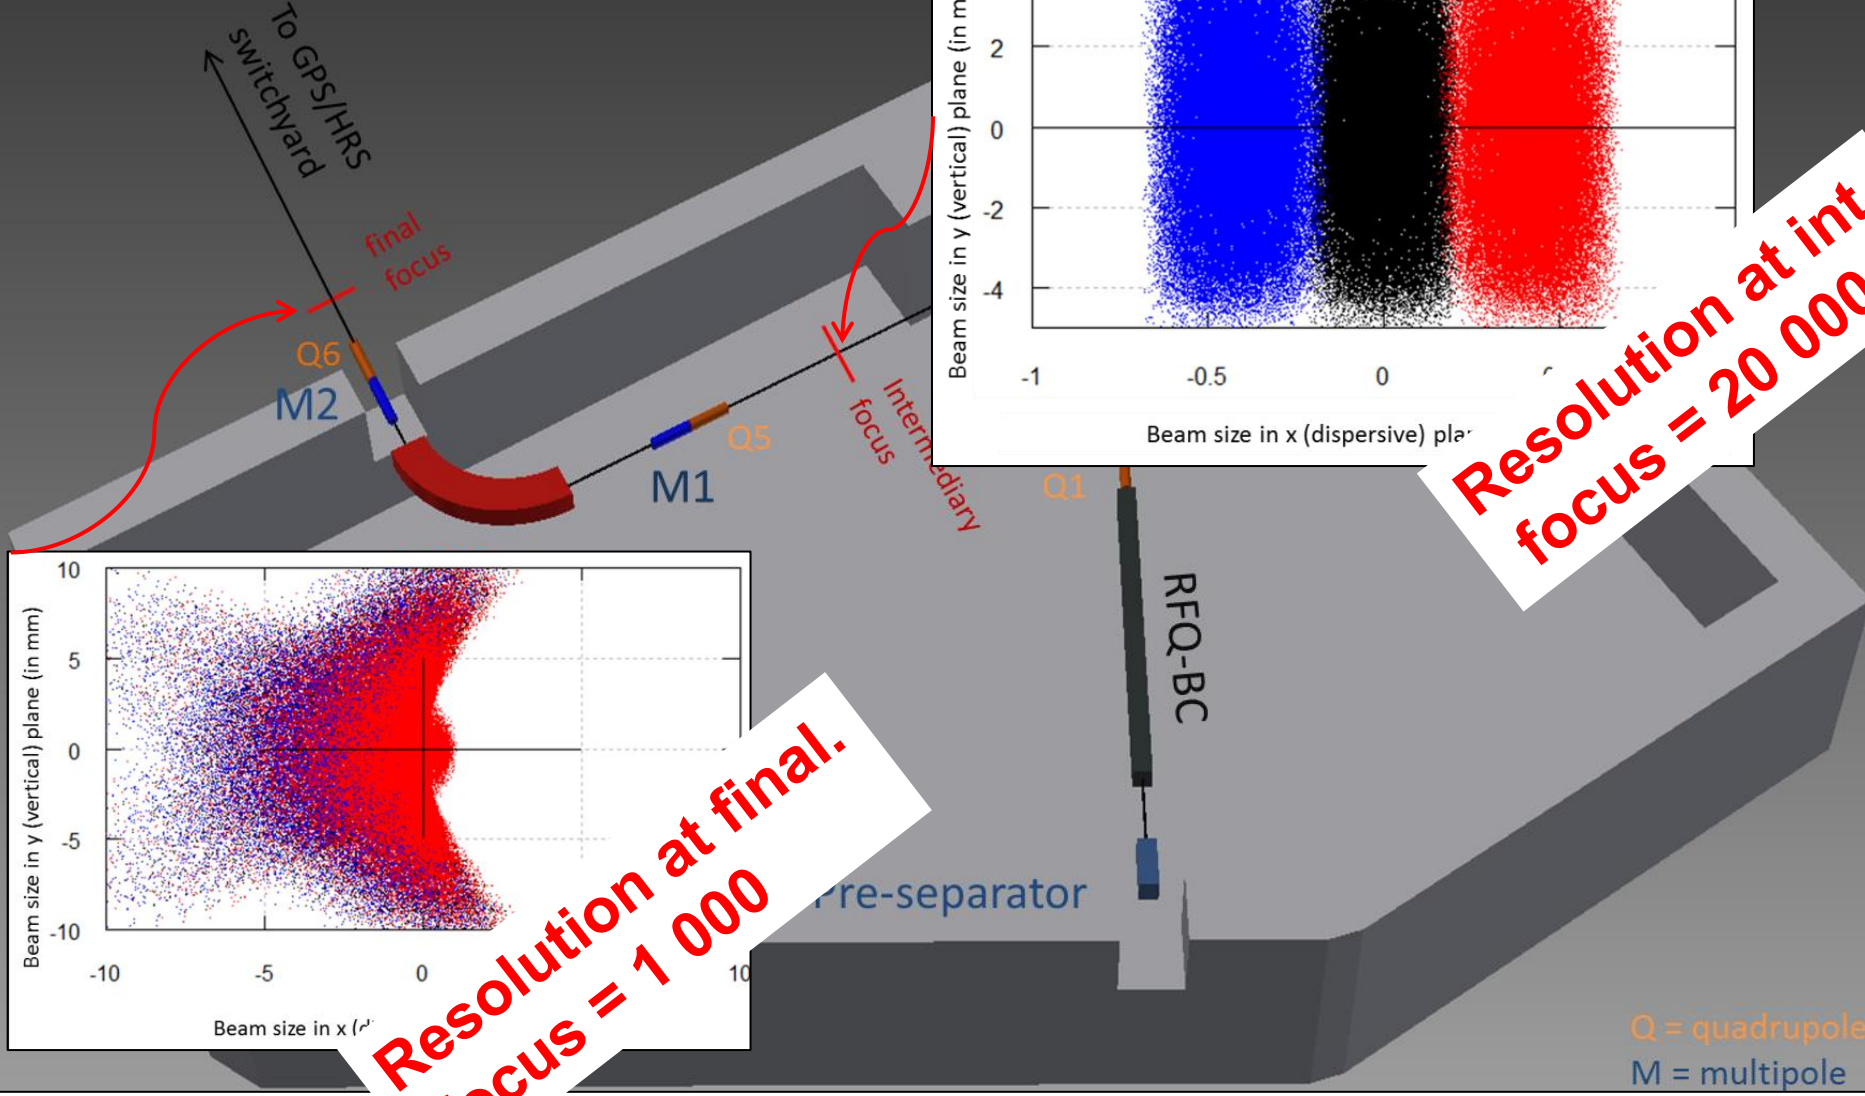 To GPS/HRS
switchyard
final
focus
Q6
M2
Q5
M1
Intermediary
focus
Q1
RFQ-BC
Pre-separator
Beam size in y (vertical) plane (in m
2
0
-2
-4
-1
-0.5
0
Beam size in x (dispersive) pla
Resolution at int
focus = 20 000
Beam size in y (vertical) plane (in mm)
10
5
0
-5
-10
-10
-5
0
10
Beam size in x (d
Resolution at final.
focus = 1 000
Q = quadrupole
M = multipole